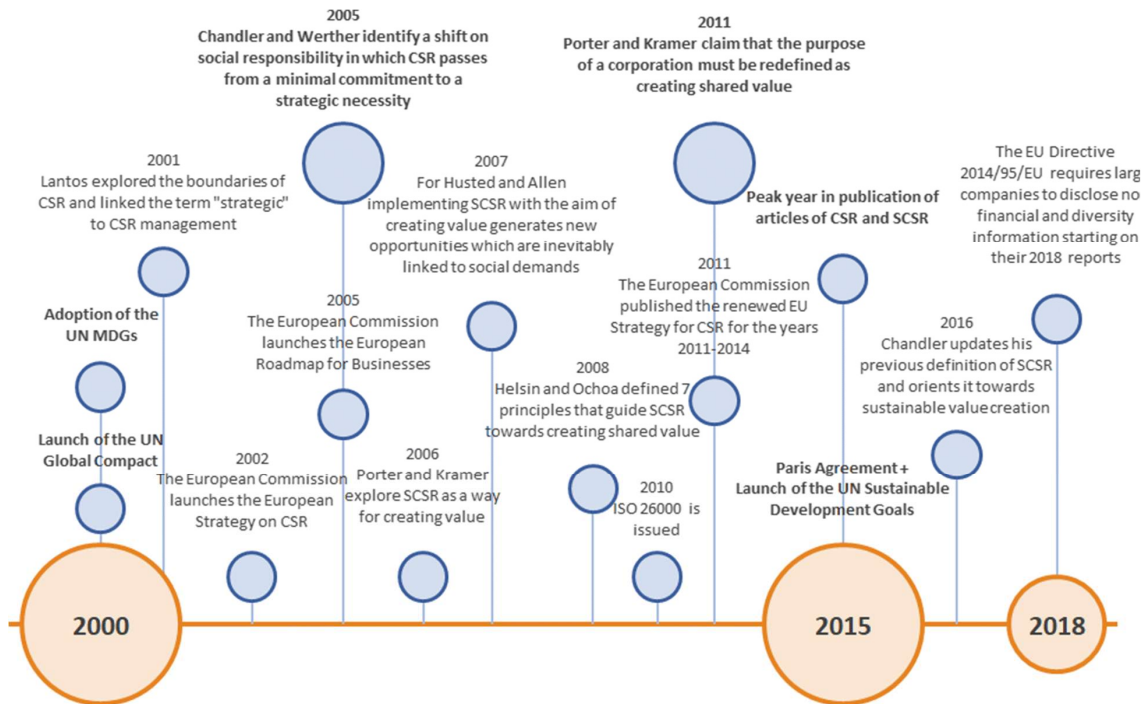 2005
Chandler and Werther identify a shift on
social responsibility in which CSR passes
from a minimal commitment to a
strategic necessity
2011
Porter and Kramer claim that the purpose
of a corporation must be redefined as
creating shared value
2001
Lantos explored the boundaries of
CSR and linked the term "strategic"
to CSR management
2007
For Husted and Allen
implementing SCSR with the aim of
creating value generates new
opportunities which are inevitably
linked to social demands
Peak year in publication of
articles of CSR and SCSR
The EU Directive
2014/95/EU requires larg
companies to disclose no
financial and diversity
information starting on
their 2018 reports
Adoption of the
UN MDGs
2005
The European Commission
launches the European
Roadmap for Businesses
2011
The European Commission
published the renewed EU
Strategy for CSR for the years
2011-2014
2016
Chandler updates his
previous definition of SCSR
and orients it towards
sustainable value creation
2008
Helsin and Ochoa defined 7
principles that guide SCSR
towards creating shared value
Launch of the UN
Global Compact
2002
The European Commission
launches the European
Strategy on CSR
2006
Porter and Kramer
explore SCSR as a way
for creating value
2010
ISO 26000 is
issued
Paris Agreement +
Launch of the UN Sustainable
Development Goals
2000
2015
2018